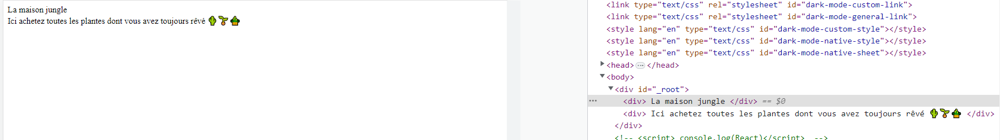 La maison jungle
Ici achetez toutes les plantes dont vous avez toujours rêvé 🌵🌱🪴
<link type="text/css" rel="stylesheet" id="dark-mode-custom-link">
<link type="text/css" rel="stylesheet" id="dark-mode-general-link">
<style lang="en" type="text/css" id="dark-mode-custom-style"></style>
<style lang="en" type="text/css" id="dark-mode-native-style"></style>
<style lang="en" type="text/css" id="dark-mode-native-sheet"></style>
<head>…</head>
<body>
<div id="_root">
… <div> La maison jungle </div> == $0
<div> Ici achetez toutes les plantes dont vous avez toujours rêvé 🌵🌱🪴 </div>
</div>
<!-- <script> console.log(React)</script> -->